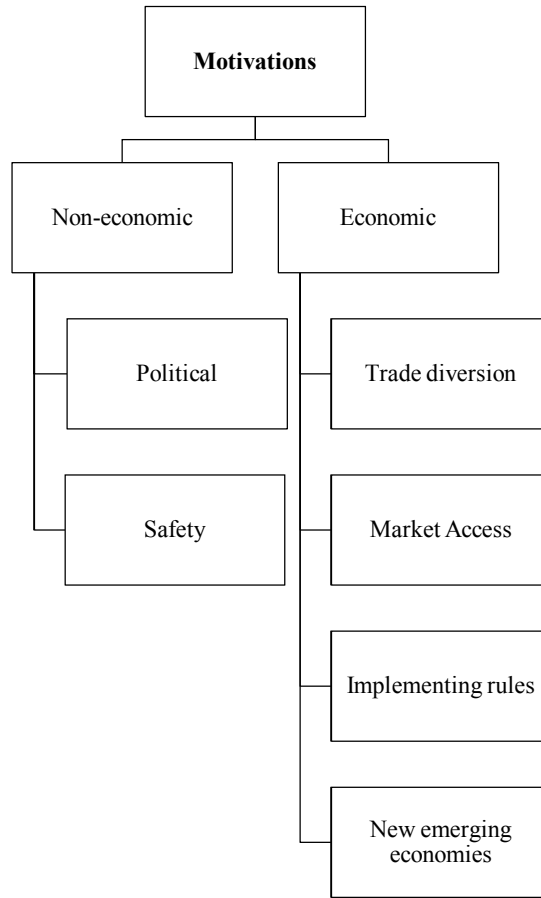 Motivations
Non-economic
Economic
Political
Trade diversion
Safety
Market Access
Implementing rules
New emerging
economies